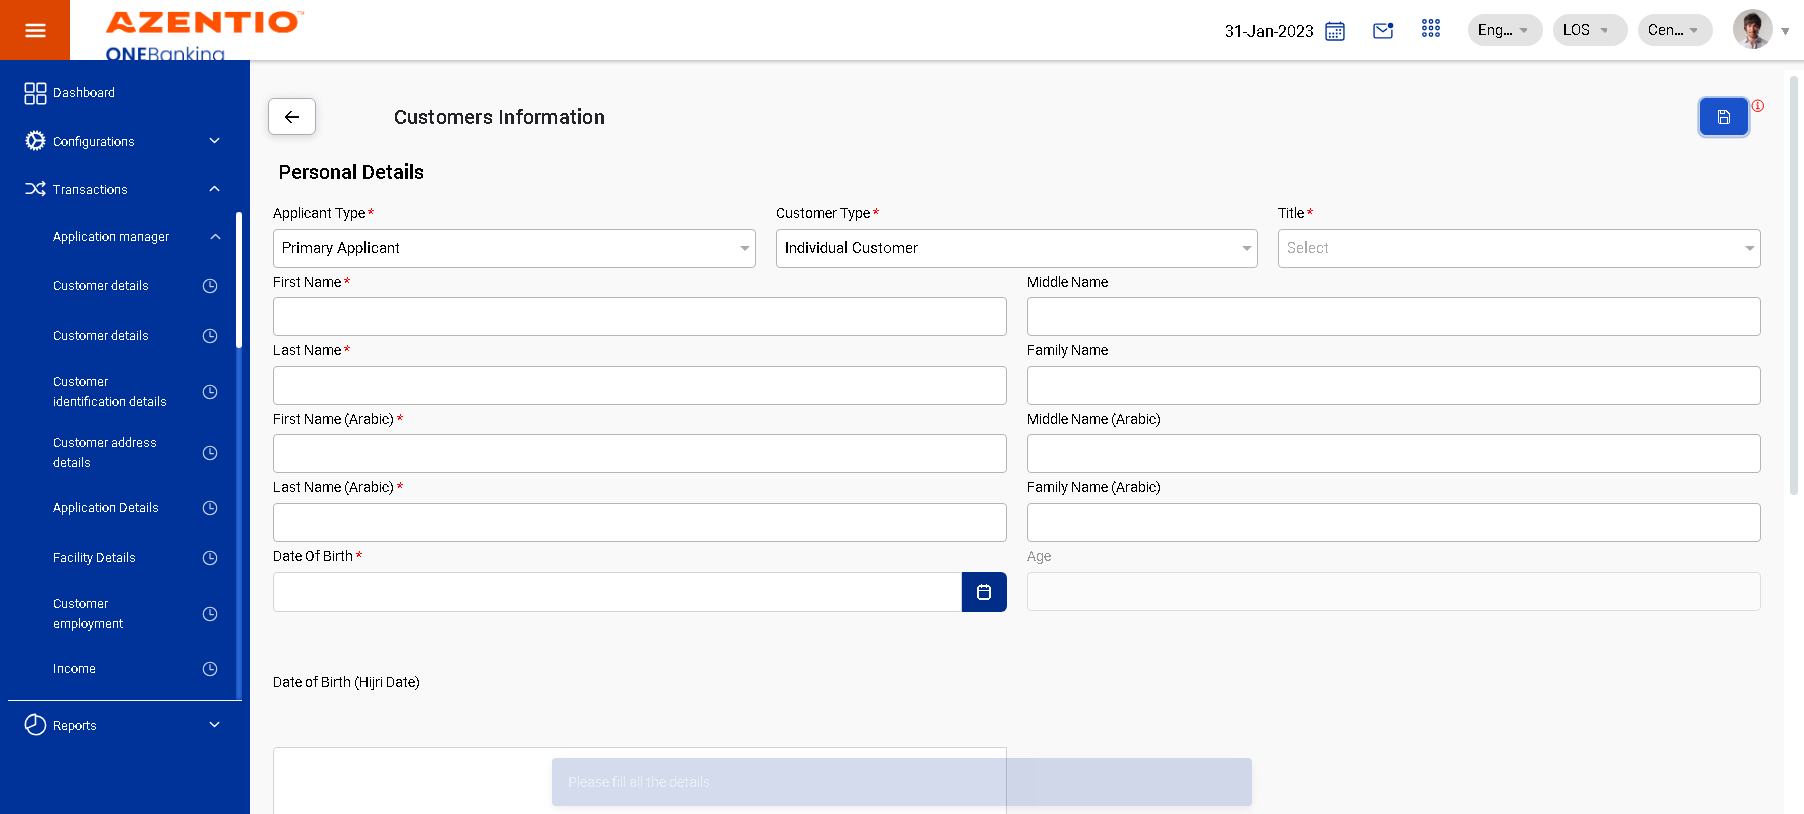 AZENTIO™
ONEBanking
31-Jan-2023
Eng...
LOS
Cen...
Dashboard
Configurations
Transactions
Application manager
Customer details
Customer details
Customer
identification details
Customer address
details
Application Details
Facility Details
Customer
employment
Income
Reports
Customers Information
Personal Details
Applicant Type *
Customer Type *
Title *
Primary Applicant
Individual Customer
Select
First Name *
Middle Name
Last Name *
Family Name
First Name (Arabic) *
Middle Name (Arabic)
Last Name (Arabic) *
Family Name (Arabic)
Date Of Birth *
Age
Date of Birth (Hijri Date)
Please fill all the details